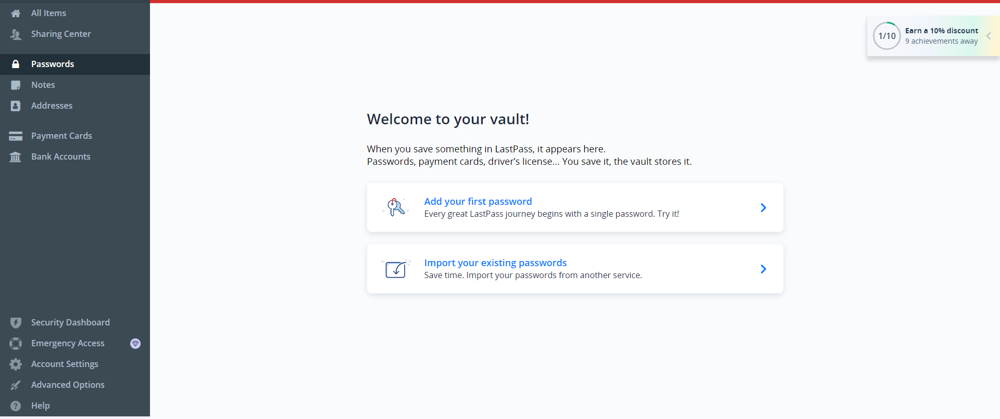 All Items
Sharing Center
Passwords
Notes
Addresses
Payment Cards
Bank Accounts
Security Dashboard
Emergency Access
Account Settings
Advanced Options
Help
1/10
Earn a 10% discount
9 achievements away
Welcome to your vault!
When you save something in LastPass, it appears here.
Passwords, payment cards, driver’s license... You save it, the vault stores it.
Add your first password
Every great LastPass journey begins with a single password. Try it!
Import your existing passwords
Save time. Import your passwords from another service.